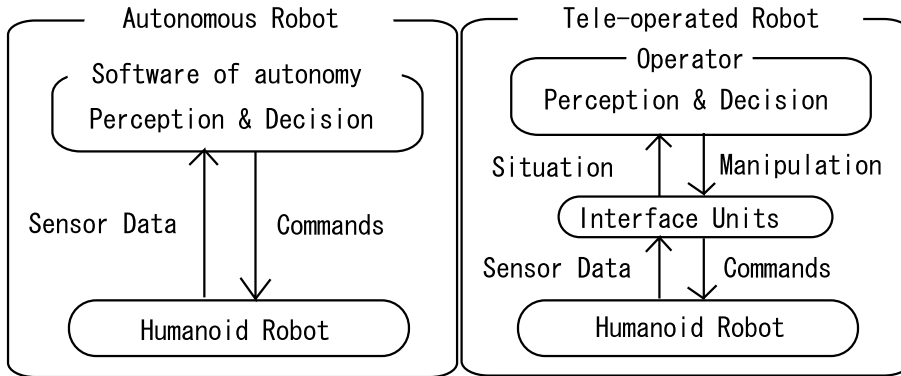 Autonomous Robot
Software of autonomy
Perception & Decision
Sensor Data
Commands
Humanoid Robot
Tele-operated Robot
Operator
Perception & Decision
Situation
Manipulation
Interface Units
Sensor Data
Commands
Humanoid Robot